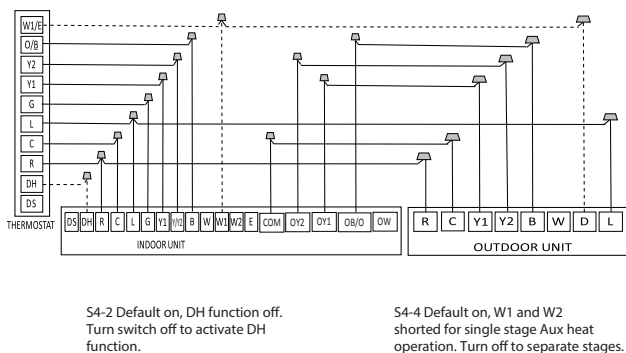 W1/E
O/B
Y2
Y1
G
L
C
R
DH
DS
THERMOSTAT
DS DH R C L G Y1 Y/Y2 B W W1 W2 E COM OY2 OY1 OB/O OW
INDOOR UNIT
R C Y1 Y2 B W D L
OUTDOOR UNIT
S4-2 Default on, DH function off.
Turn switch off to activate DH
function.
S4-4 Default on, W1 and W2
shorted for single stage Aux heat
operation. Turn off to separate stages.